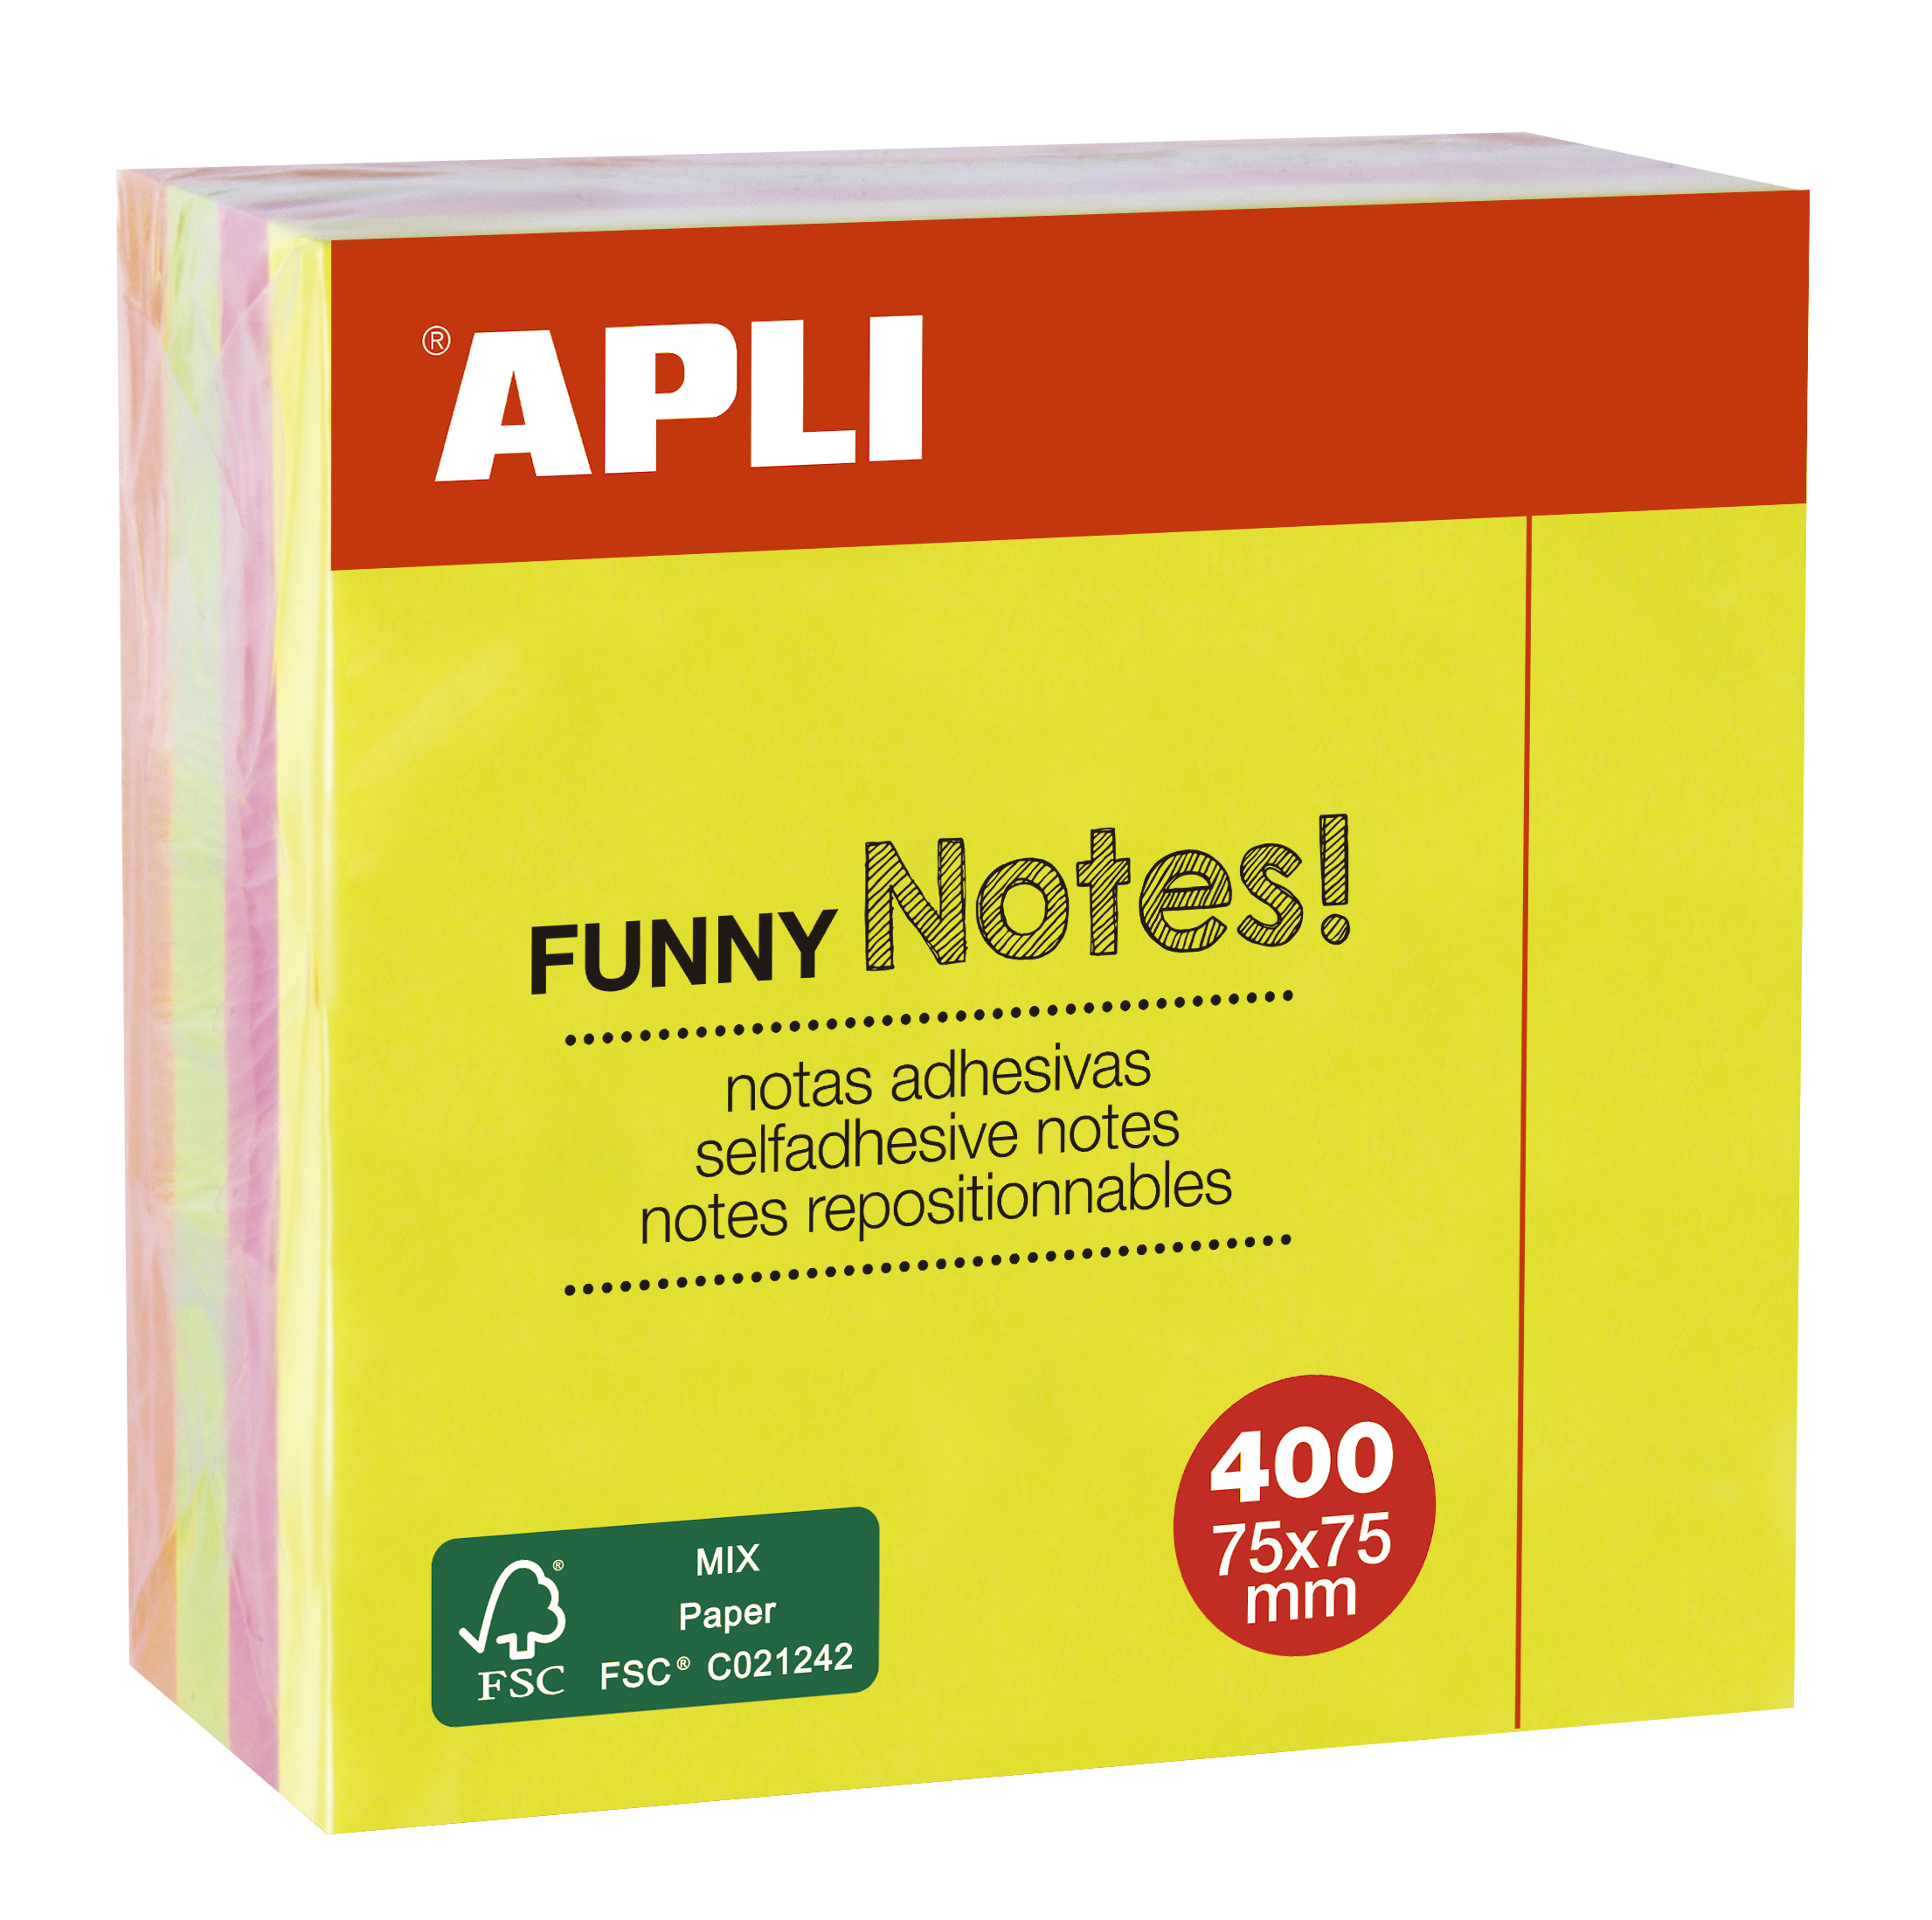 ® APLI
FUNNY Notes!
notas adhesivas
selfadhesive notes
notes repositionnables
400
75x75
mm
®
FSC
MIX
Paper
FSC® C021242